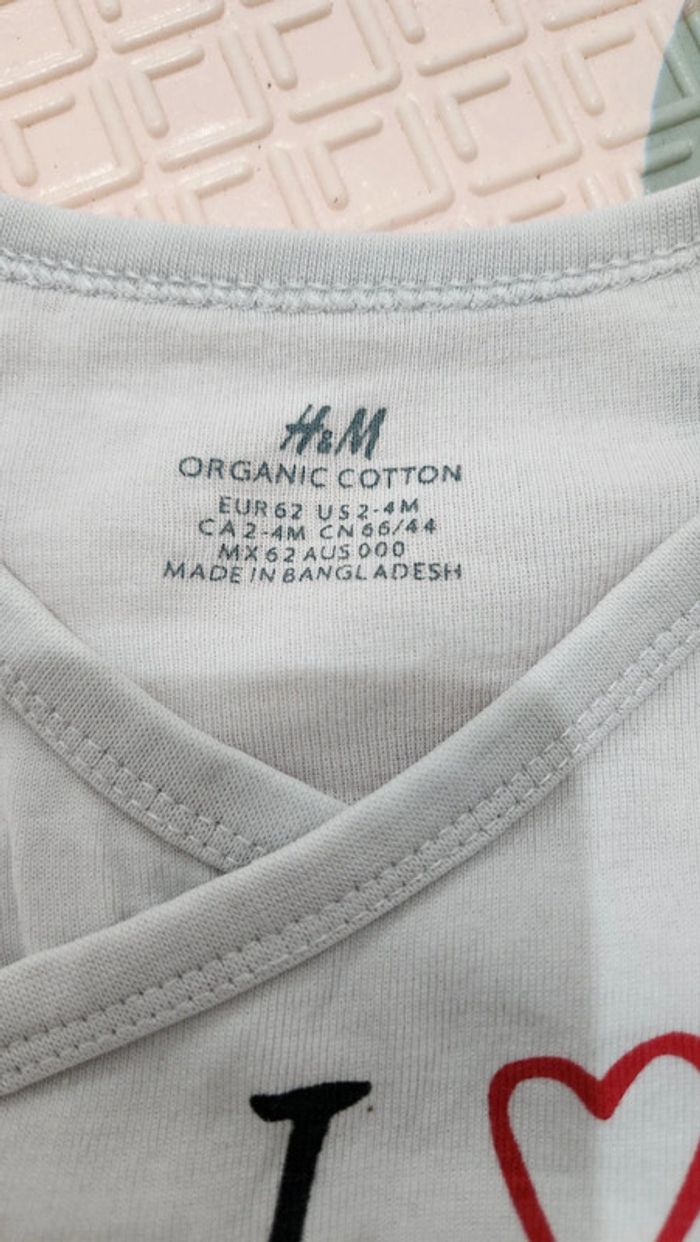 H&M
ORGANIC COTTON
EUR 62 US 2-4M
CA 2-4M CN 66/44
MX 62 AUS 000
MADE IN BANGLADESH
I